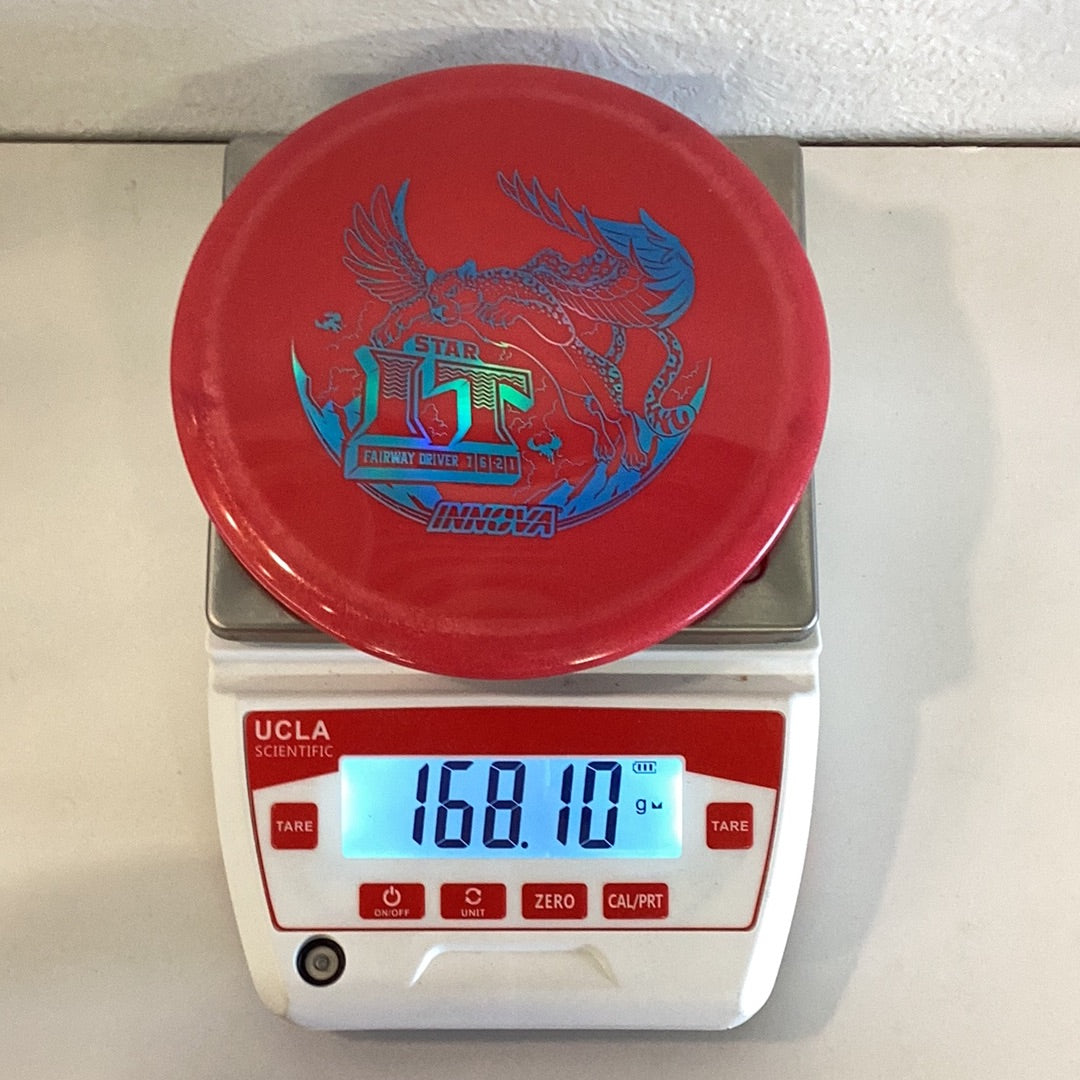 STAR
IT
FAIRWAY DRIVER 7|6|-2|1
INNOVA
UCLA
SCIENTIFIC
168.10 g
TARE
TARE
ON/OFF
UNIT
ZERO
CAL/PRT